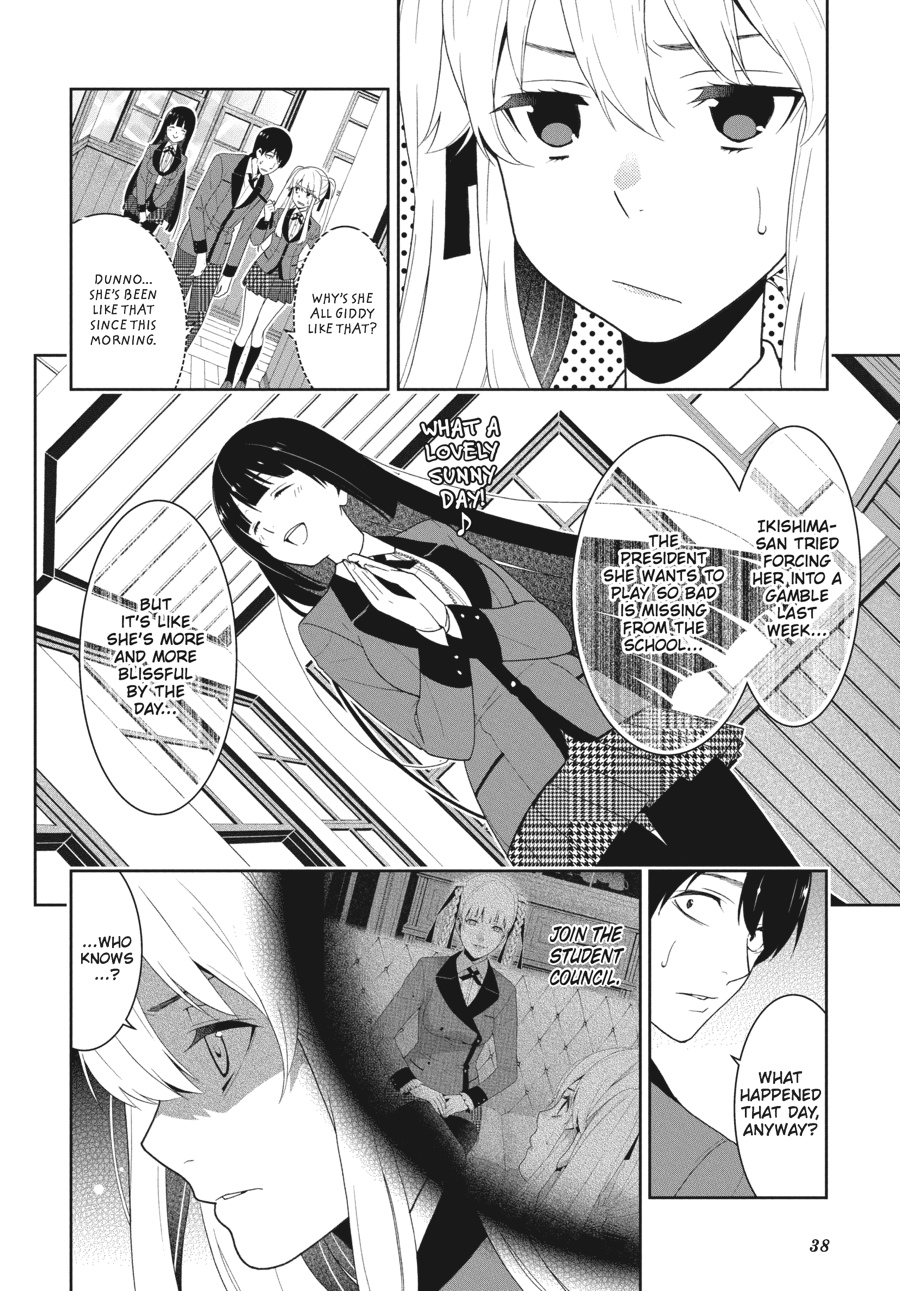 WHY'S SHE
ALL GIDDY
LIKE THAT?
DUNNO...
SHE'S BEEN
LIKE THAT
SINCE THIS
MORNING.
IKISHIMA-
SAN TRIED
FORCING
HER INTO A
GAMBLE
LAST
WEEK...
THE
PRESIDENT
SHE WANTS TO
PLAY SO BAD
IS MISSING
FROM THE
SCHOOL...
WHAT A
LOVELY
SUNNY
DAY!
♪
BUT
IT'S LIKE
SHE'S MORE
AND MORE
BLISSFUL
BY THE
DAY...
WHAT
HAPPENED
THAT DAY,
ANYWAY?
JOIN THE
STUDENT
COUNCIL.
...WHO
KNOWS
...?
38